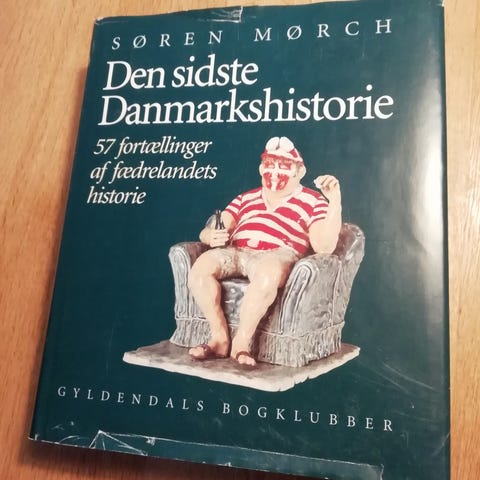 SØREN MØRCH
Den sidste
Danmarkshistorie
57 fortællinger
af fædrelandets
historie
GYLDENDALS BOGKLUBBER